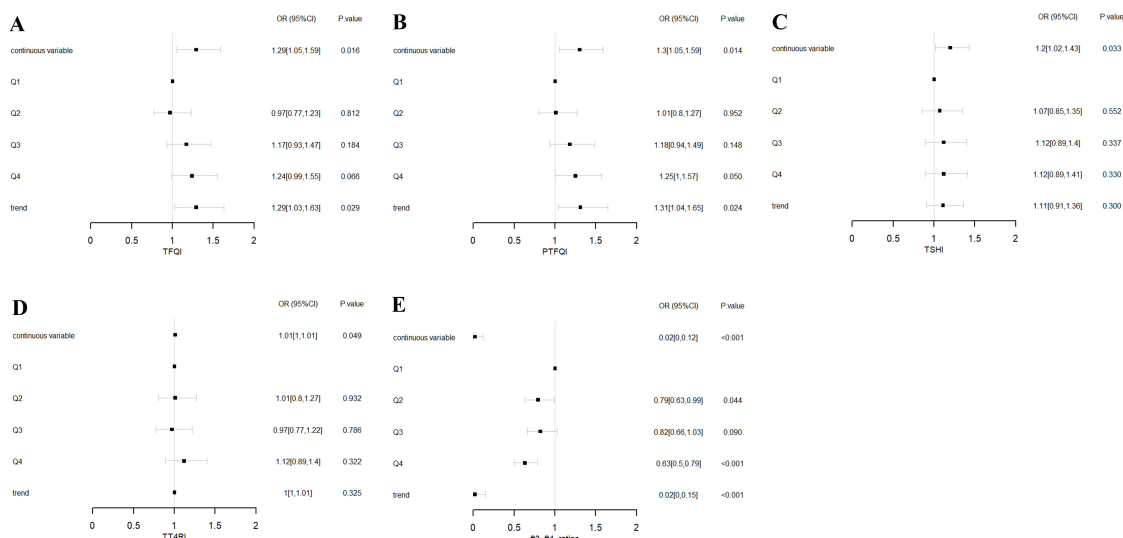 A
OR (95%CI) P.value
continuous variable 1.29[1.05,1.59] 0.016
Q1
Q2 0.97[0.77,1.23] 0.812
Q3 1.17[0.93,1.47] 0.184
Q4 1.24[0.99,1.55] 0.066
trend 1.29[1.03,1.63] 0.029
0 0.5 1 1.5 2
TFQI
B
OR (95%CI) P.value
continuous variable 1.3[1.05,1.59] 0.014
Q1
Q2 1.01[0.8,1.27] 0.952
Q3 1.18[0.94,1.49] 0.148
Q4 1.25[1,1.57] 0.050
trend 1.31[1.04,1.65] 0.024
0 0.5 1 1.5 2
PTFQI
C
OR (95%CI) P.value
continuous variable 1.2[1.02,1.43] 0.033
Q1
Q2 1.07[0.85,1.35] 0.552
Q3 1.12[0.89,1.4] 0.337
Q4 1.12[0.89,1.41] 0.330
trend 1.11[0.91,1.36] 0.300
0 0.5 1 1.5 2
TSHI
D
OR (95%CI) P.value
continuous variable 1.01[1,1.01] 0.049
Q1
Q2 1.01[0.8,1.27] 0.932
Q3 0.97[0.77,1.22] 0.786
Q4 1.12[0.89,1.4] 0.322
trend 1[1,1.01] 0.325
0 0.5 1 1.5 2
TT4RI
E
OR (95%CI) P.value
continuous variable 0.02[0,0.12] <0.001
Q1
Q2 0.79[0.63,0.99] 0.044
Q3 0.82[0.66,1.03] 0.090
Q4 0.63[0.5,0.79] <0.001
trend 0.02[0,0.15] <0.001
0 0.5 1 1.5 2